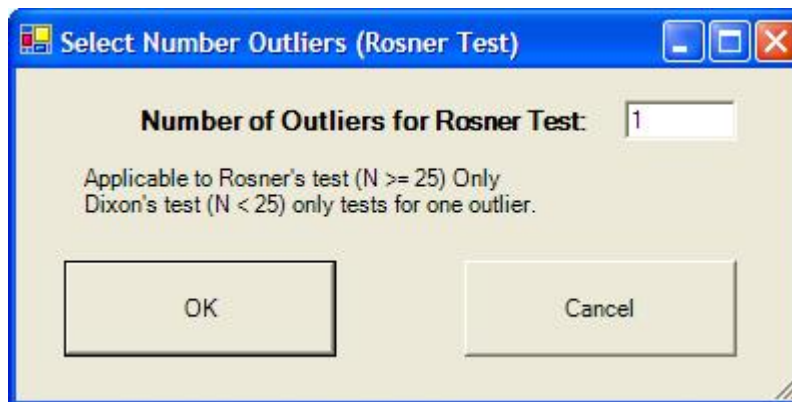 Select Number Outliers (Rosner Test)
Number of Outliers for Rosner Test: 1
Applicable to Rosner's test (N >= 25) Only
Dixon's test (N < 25) only tests for one outlier.
OK Cancel